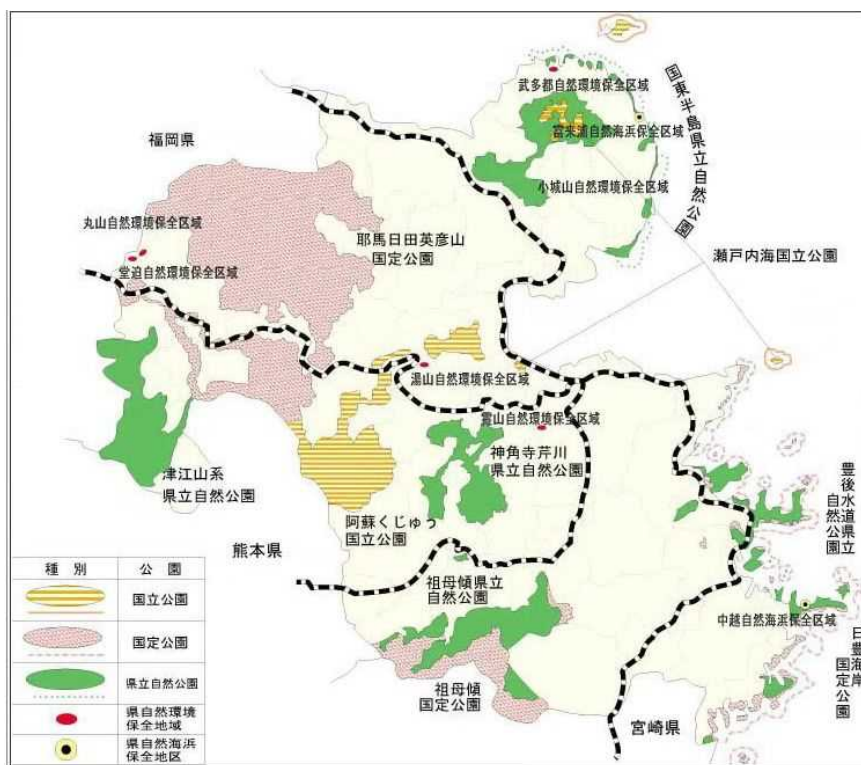 武多都自然環境保全区域
国東半島県立自然公園
富来浦自然海浜保全区域
福岡県
小城山自然環境保全区域
丸山自然環境保全区域
耶馬日田英彦山
国定公園
瀬戸内海国立公園
堂迫自然環境保全区域
湯山自然環境保全区域
霊山自然環境保全区域
神角寺芹川
県立自然公園
津江山系
県立自然公園
豊後水道県立
自然公園
阿蘇くじゅう
国立公園
熊本県
祖母傾県立
自然公園
中越自然海浜保全区域
日豊海岸
国定公園
祖母傾
国定公園
宮崎県
種別
公園
国立公園
国定公園
県立自然公園
県自然環境
保全地域
県自然海浜
保全地区